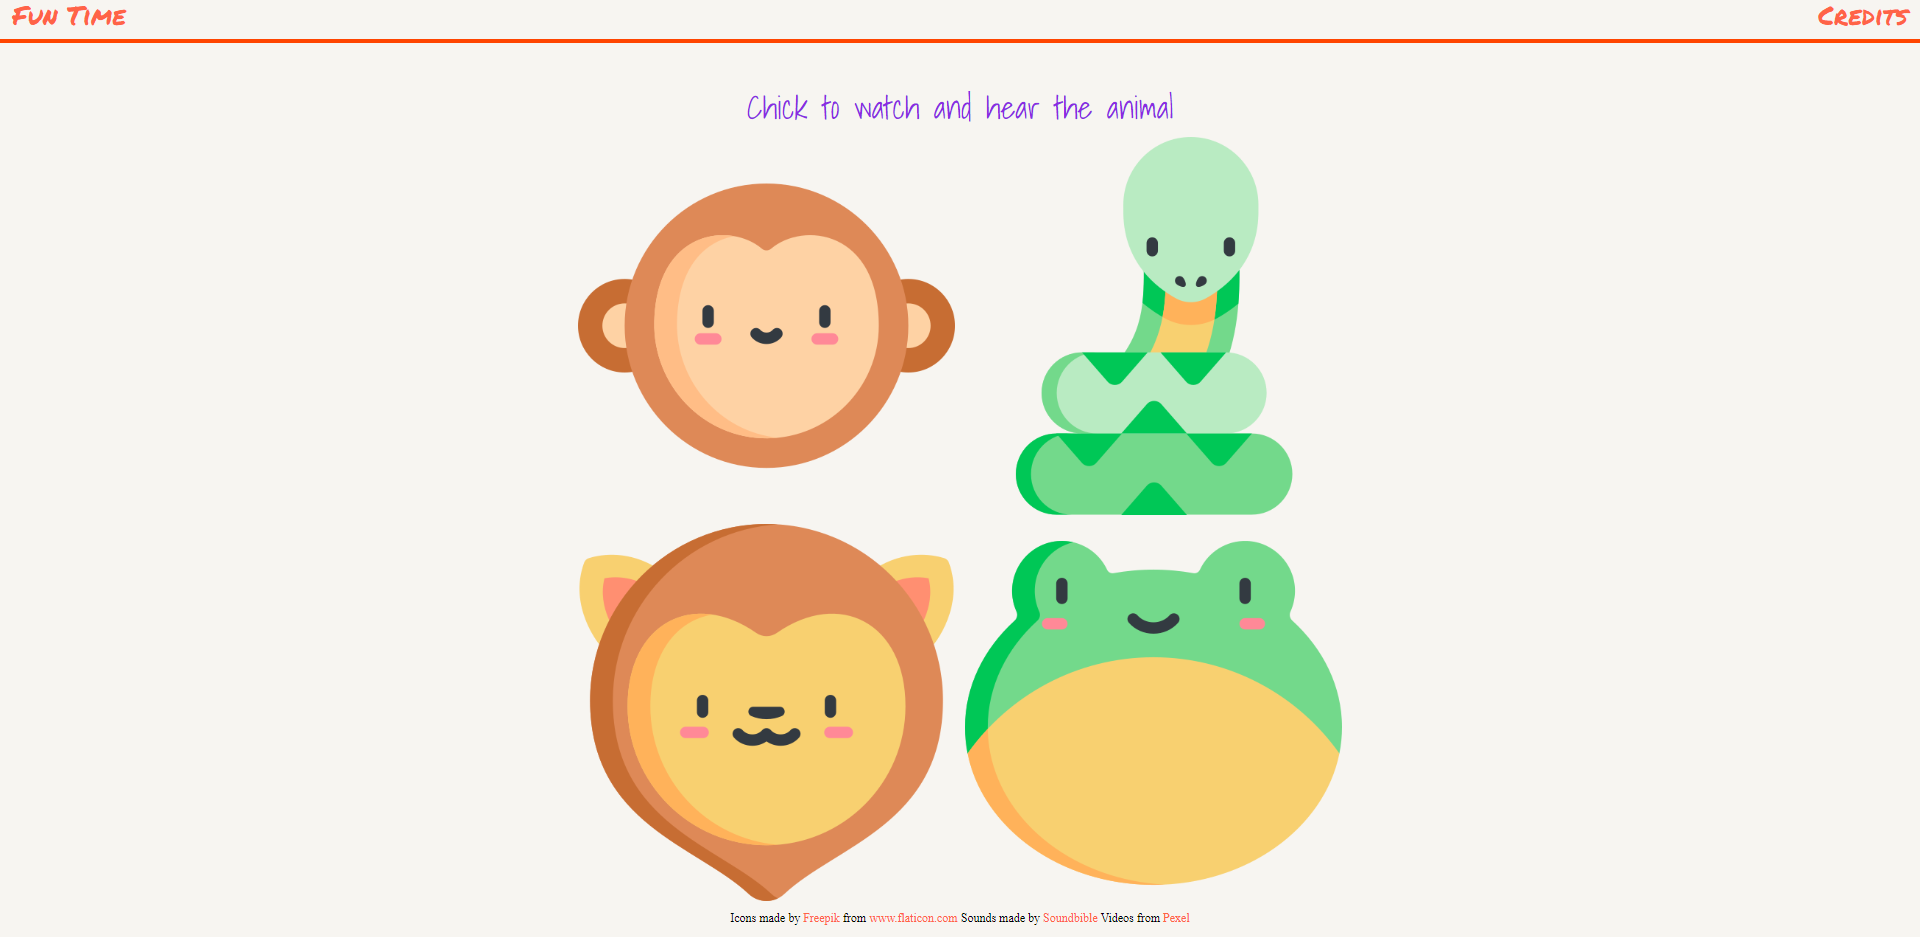 Fun Time
Credits
Chick to watch and hear the animal
Icons made by Freepik from www.flaticon.com Sounds made by Soundbible Videos from Pexel